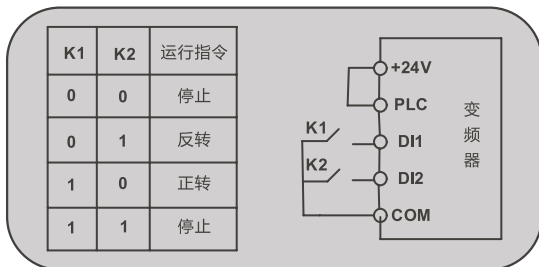 K1 K2 运行指令
0 0 停止
0 1 反转
1 0 正转
1 1 停止
+24V
PLC
K1
DI1
K2
DI2
COM
变频器